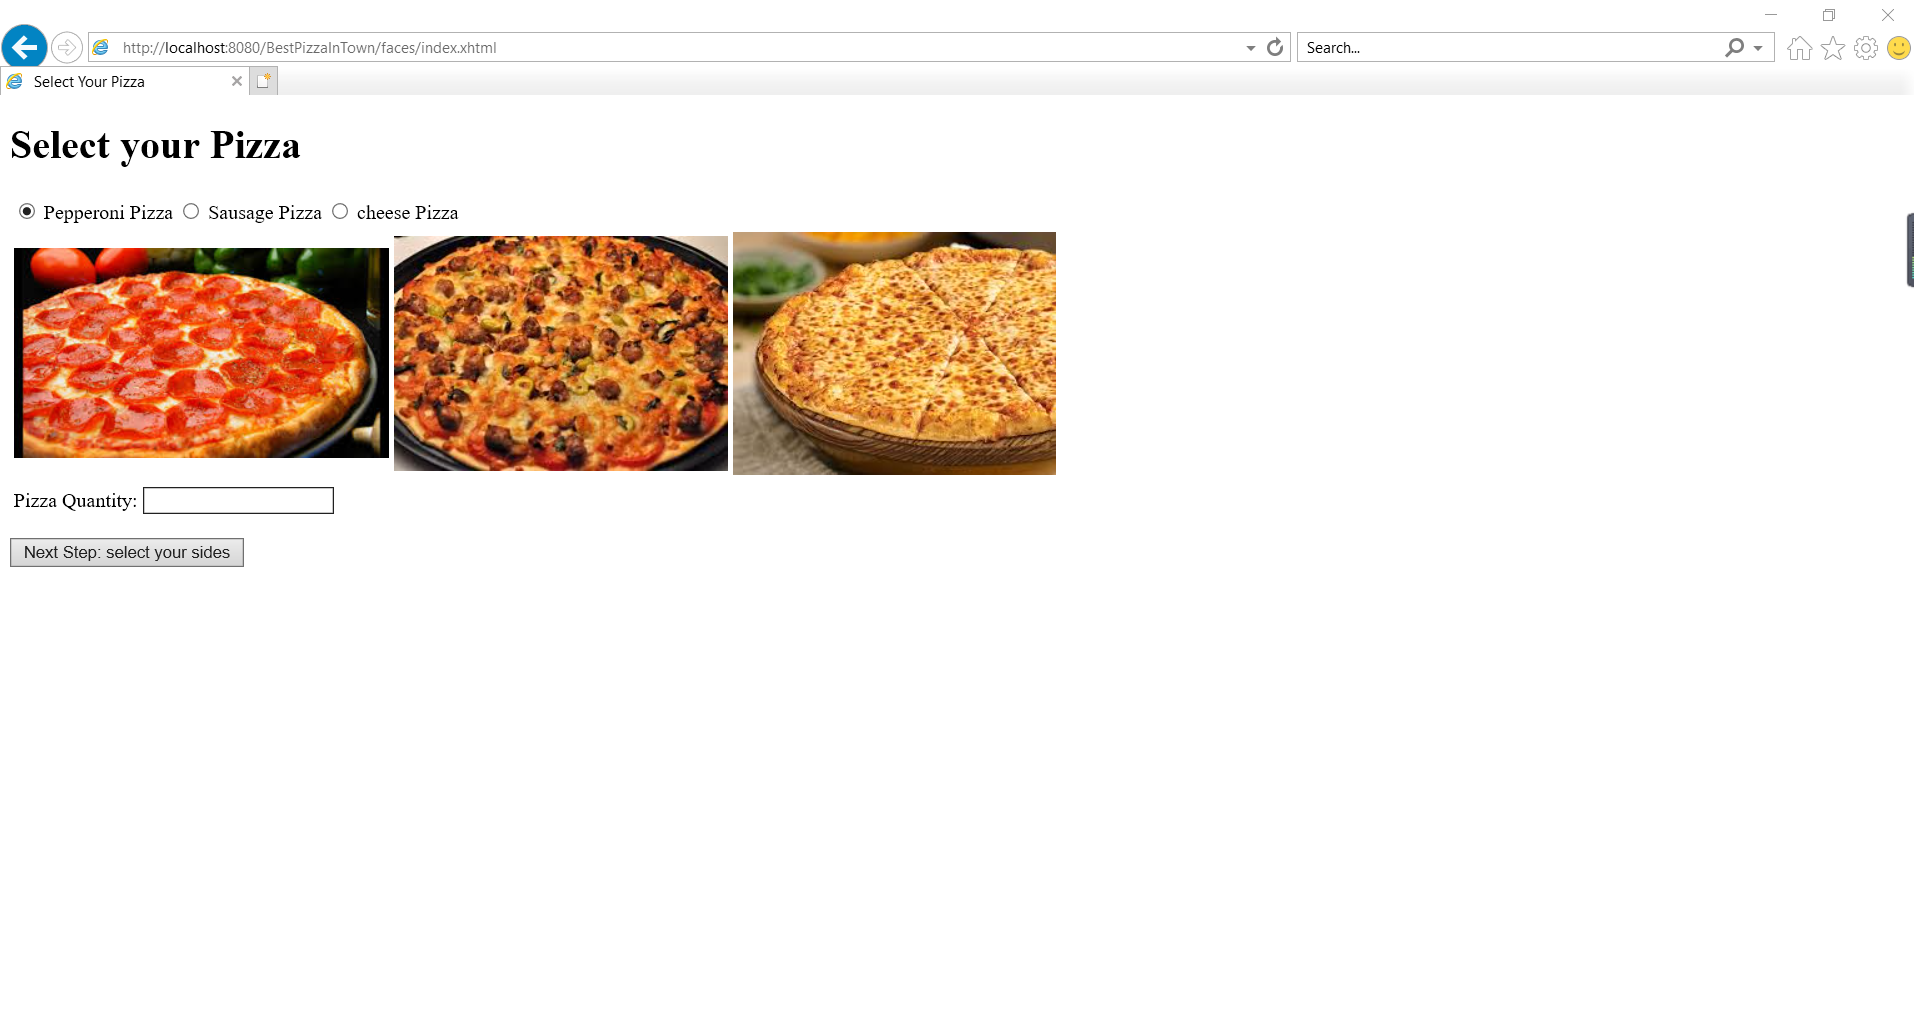 http://localhost:8080/BestPizzaInTown/faces/index.xhtml
Search...
Select Your Pizza
Select your Pizza
Pepperoni Pizza Sausage Pizza cheese Pizza
Pizza Quantity:
Next Step: select your sides